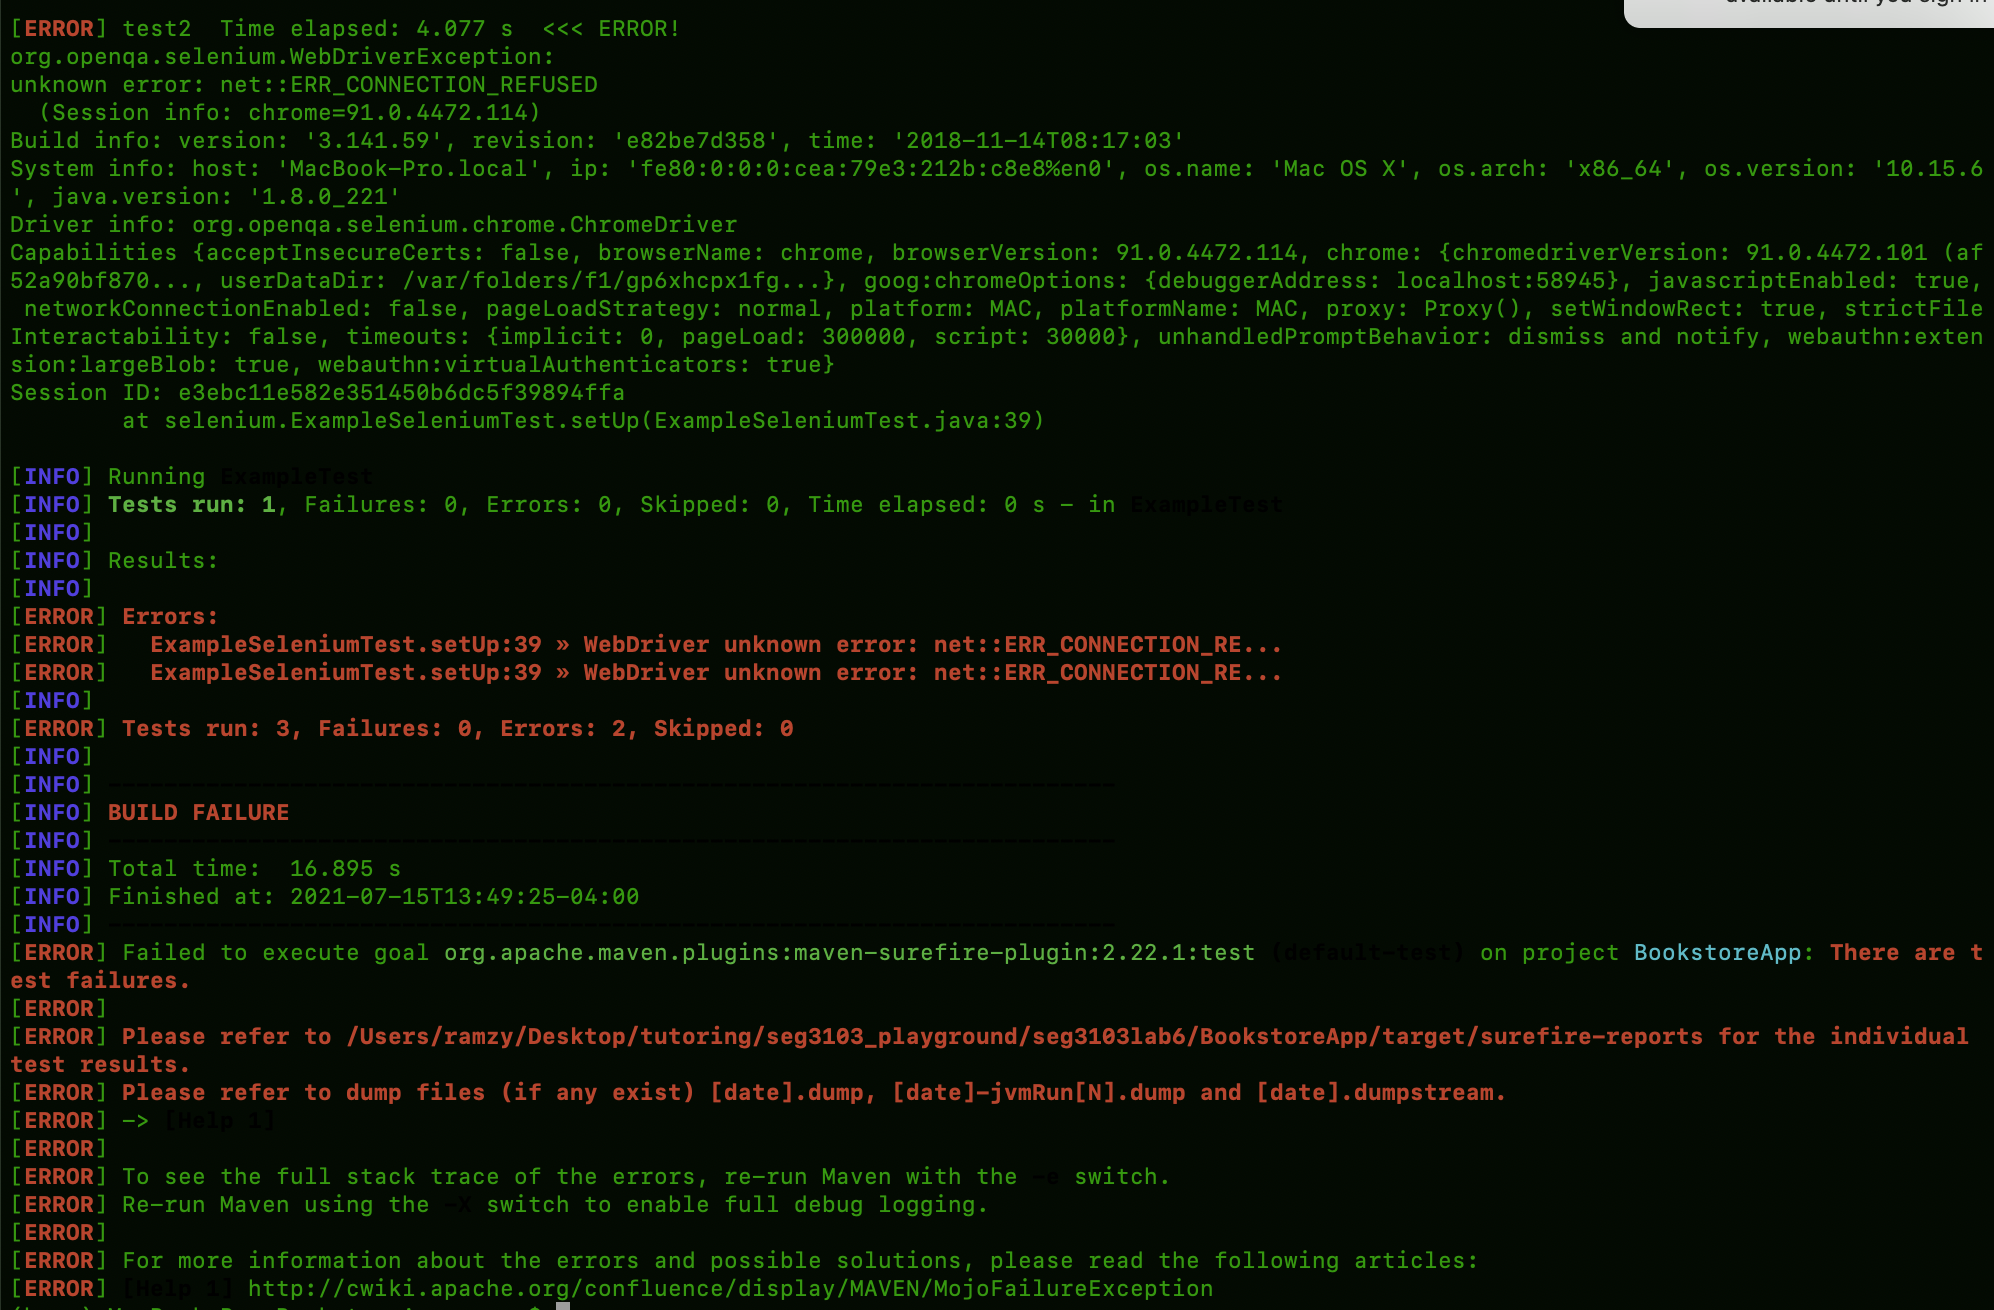 available until you sign in
[ERROR] test2  Time elapsed: 4.077 s  <<< ERROR!
org.openqa.selenium.WebDriverException:
unknown error: net::ERR_CONNECTION_REFUSED
  (Session info: chrome=91.0.4472.114)
Build info: version: '3.141.59', revision: 'e82be7d358', time: '2018-11-14T08:17:03'
System info: host: 'MacBook-Pro.local', ip: 'fe80:0:0:0:cea:79e3:212b:c8e8%en0', os.name: 'Mac OS X', os.arch: 'x86_64', os.version: '10.15.6
', java.version: '1.8.0_221'
Driver info: org.openqa.selenium.chrome.ChromeDriver
Capabilities {acceptInsecureCerts: false, browserName: chrome, browserVersion: 91.0.4472.114, chrome: {chromedriverVersion: 91.0.4472.101 (af
52a90bf870..., userDataDir: /var/folders/f1/gp6xhcpx1fg...}, goog:chromeOptions: {debuggerAddress: localhost:58945}, javascriptEnabled: true,
 networkConnectionEnabled: false, pageLoadStrategy: normal, platform: MAC, platformName: MAC, proxy: Proxy(), setWindowRect: true, strictFile
Interactability: false, timeouts: {implicit: 0, pageLoad: 300000, script: 30000}, unhandledPromptBehavior: dismiss and notify, webauthn:exten
sion:largeBlob: true, webauthn:virtualAuthenticators: true}
Session ID: e3ebc11e582e351450b6dc5f39894ffa
        at selenium.ExampleSeleniumTest.setUp(ExampleSeleniumTest.java:39)
[INFO] Running ExampleTest
[INFO] Tests run: 1, Failures: 0, Errors: 0, Skipped: 0, Time elapsed: 0 s - in ExampleTest
[INFO]
[INFO] Results:
[INFO]
[ERROR] Errors:
[ERROR]   ExampleSeleniumTest.setUp:39 » WebDriver unknown error: net::ERR_CONNECTION_RE...
[ERROR]   ExampleSeleniumTest.setUp:39 » WebDriver unknown error: net::ERR_CONNECTION_RE...
[INFO]
[ERROR] Tests run: 3, Failures: 0, Errors: 2, Skipped: 0
[INFO]
[INFO] ------------------------------------------------------------------------
[INFO] BUILD FAILURE
[INFO] ------------------------------------------------------------------------
[INFO] Total time:  16.895 s
[INFO] Finished at: 2021-07-15T13:49:25-04:00
[INFO] ------------------------------------------------------------------------
[ERROR] Failed to execute goal org.apache.maven.plugins:maven-surefire-plugin:2.22.1:test (default-test) on project BookstoreApp: There are t
est failures.
[ERROR]
[ERROR] Please refer to /Users/ramzy/Desktop/tutoring/seg3103_playground/seg3103lab6/BookstoreApp/target/surefire-reports for the individual
test results.
[ERROR] Please refer to dump files (if any exist) [date].dump, [date]-jvmRun[N].dump and [date].dumpstream.
[ERROR] -> [Help 1]
[ERROR]
[ERROR] To see the full stack trace of the errors, re-run Maven with the -e switch.
[ERROR] Re-run Maven using the -X switch to enable full debug logging.
[ERROR]
[ERROR] For more information about the errors and possible solutions, please read the following articles:
[ERROR] [Help 1] http://cwiki.apache.org/confluence/display/MAVEN/MojoFailureException